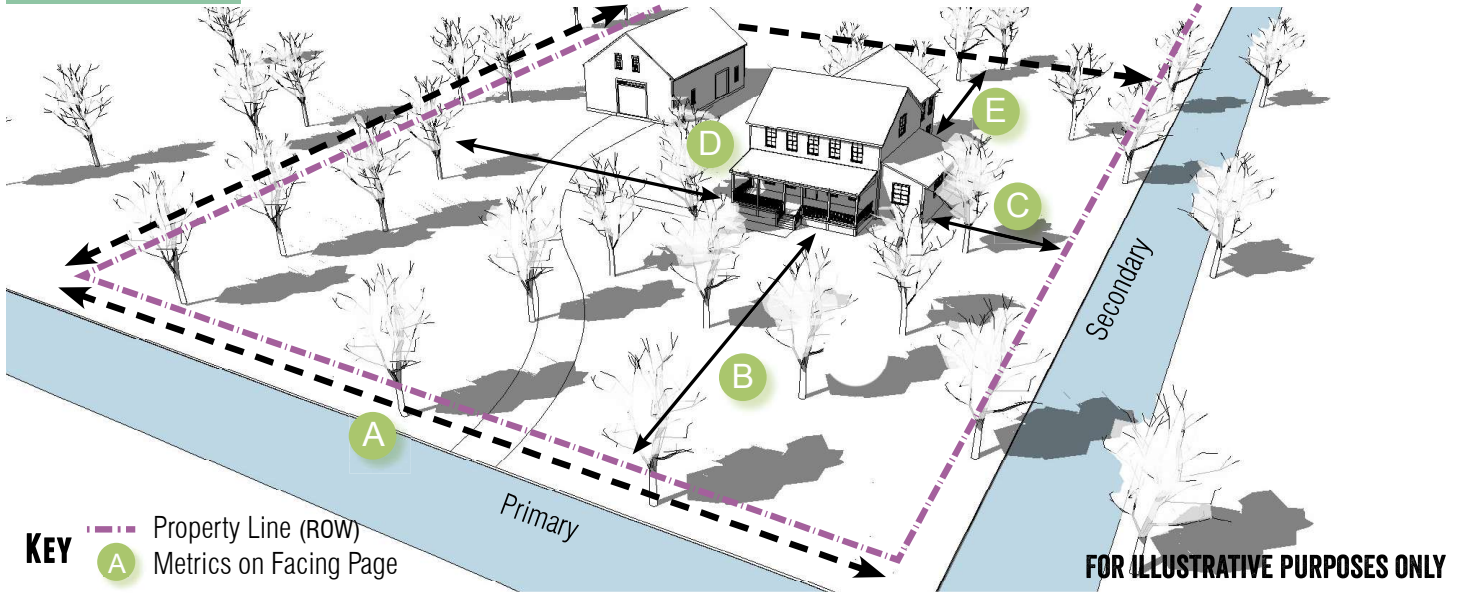 E
D
C
Secondary
B
A
Primary
KEY
Property Line (ROW)
A
Metrics on Facing Page
FOR ILLUSTRATIVE PURPOSES ONLY